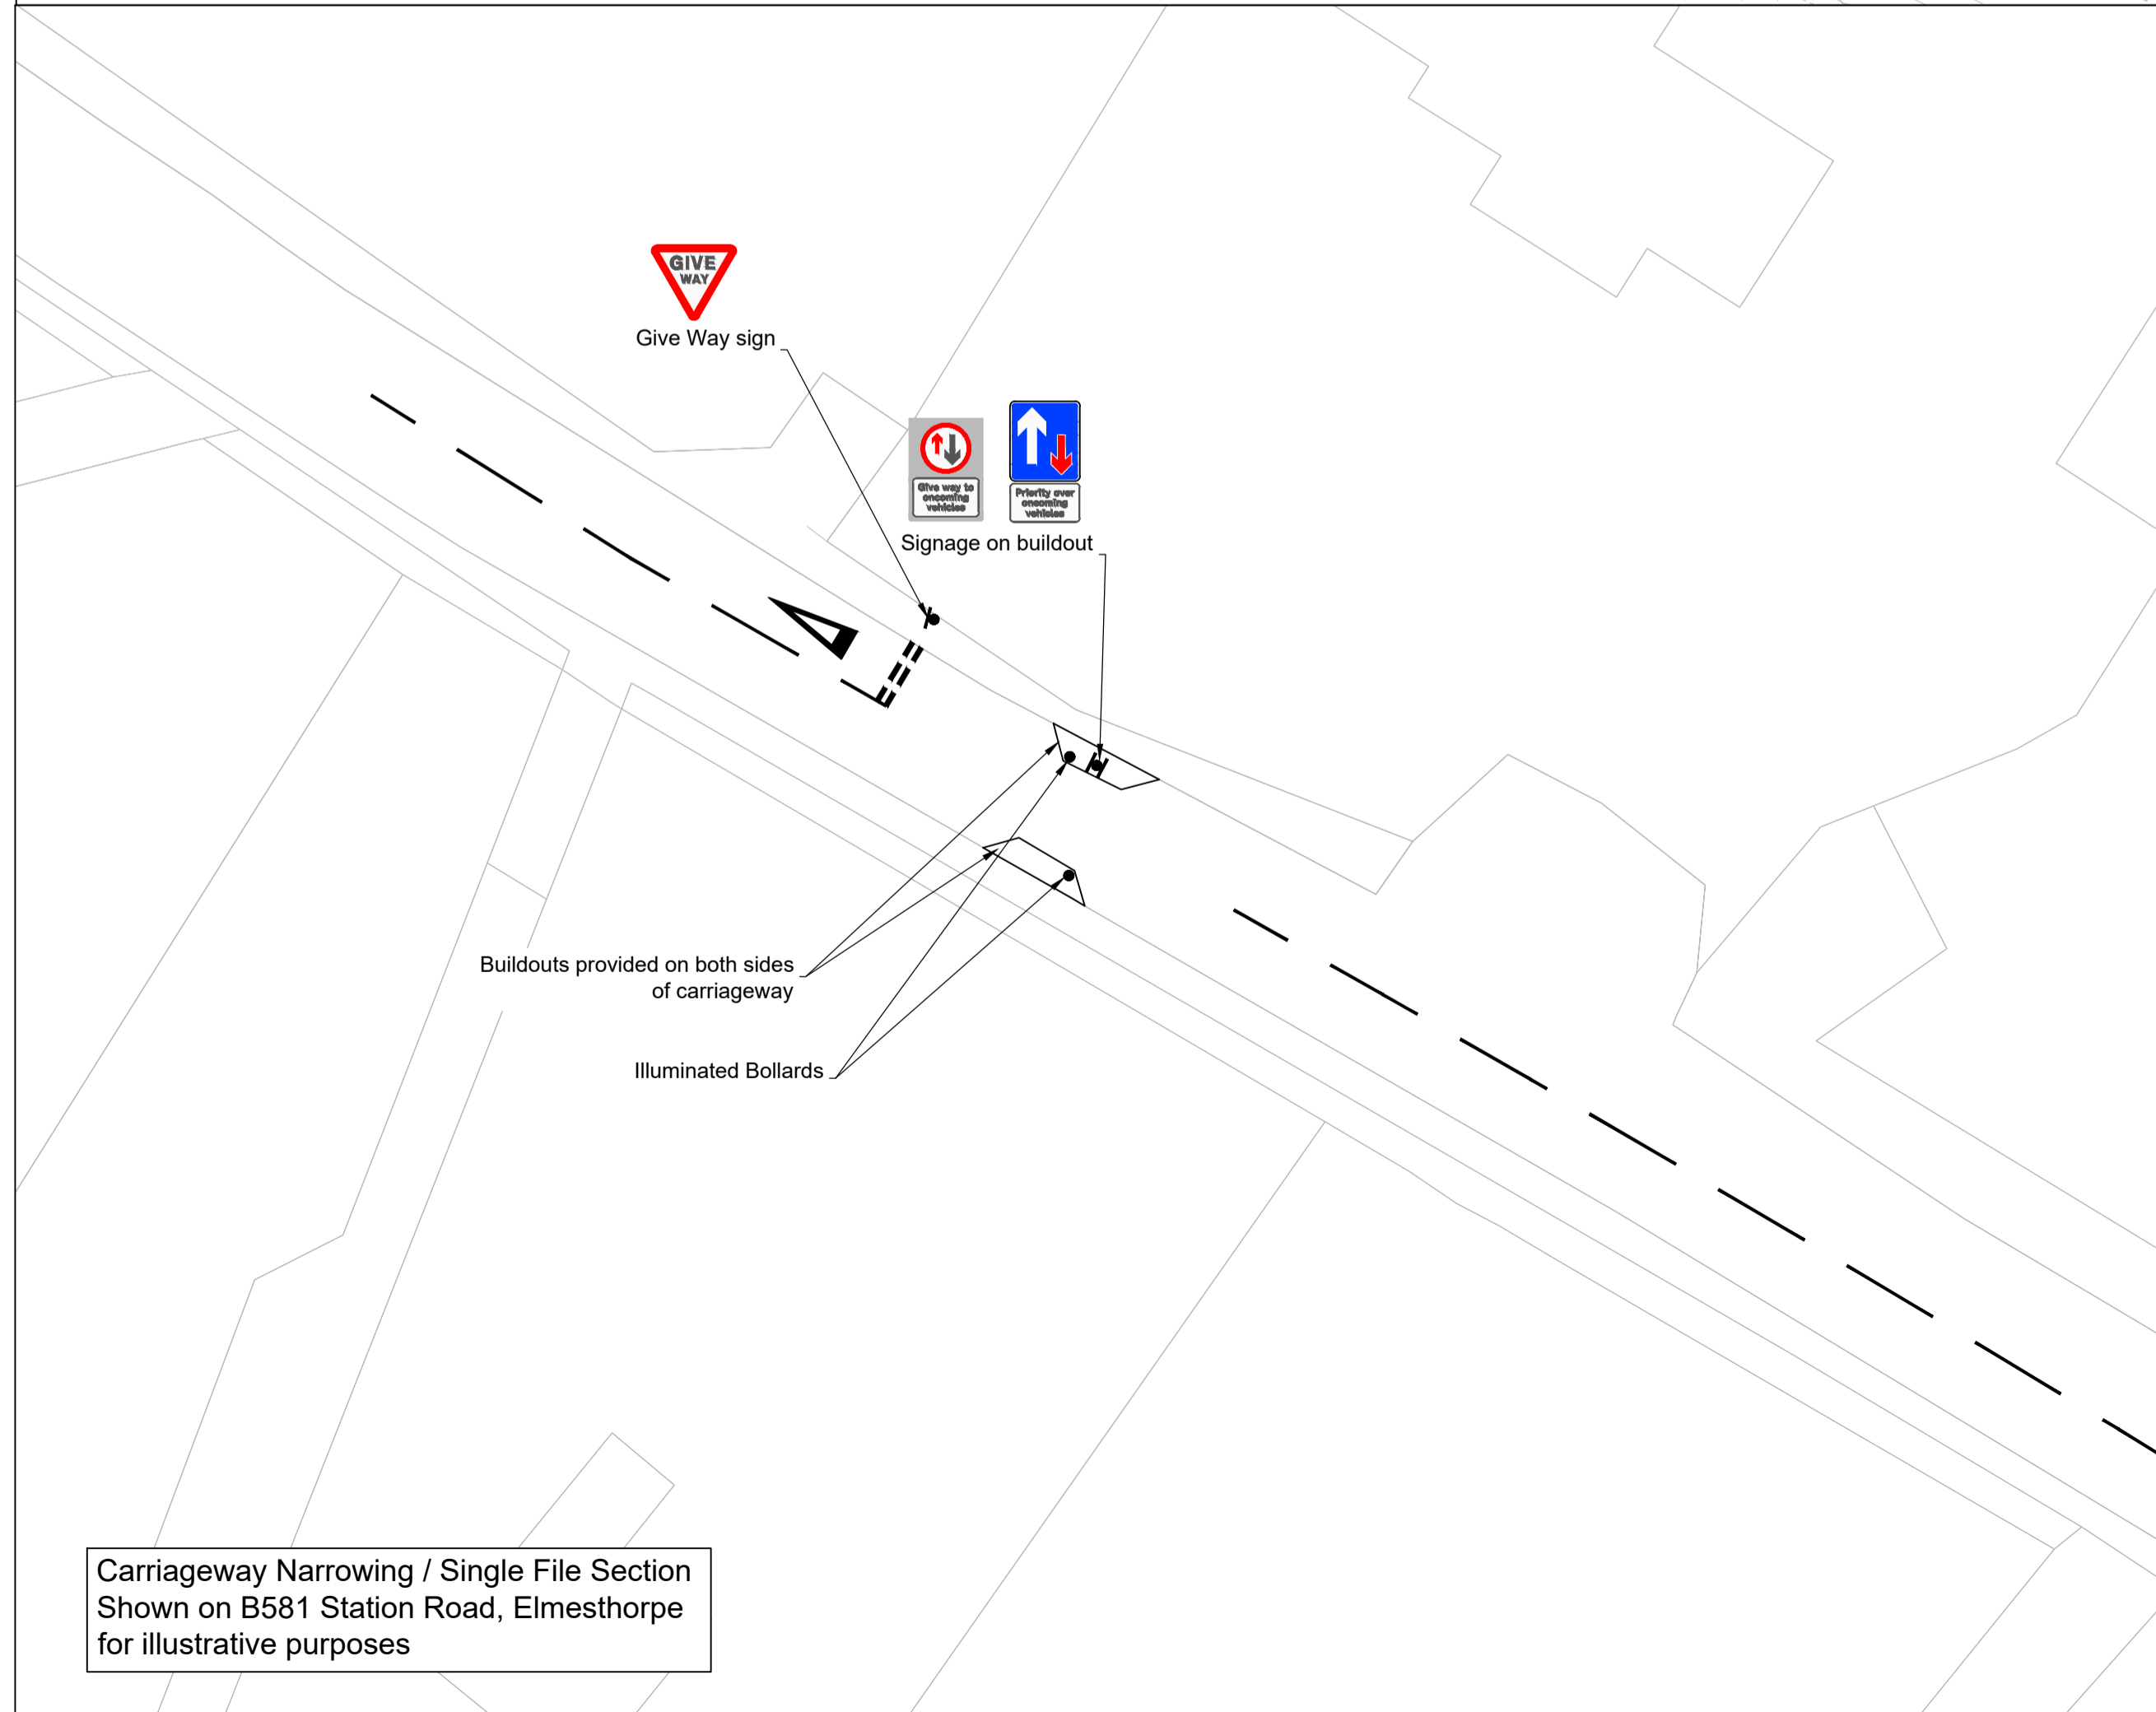 GIVE
WAY
Give Way sign
Give way to
oncoming
vehicles
Priority over
oncoming
vehicles
Signage on buildout
Buildouts provided on both sides
of carriageway
Illuminated Bollards
Carriageway Narrowing / Single File Section
Shown on B581 Station Road, Elmesthorpe
for illustrative purposes